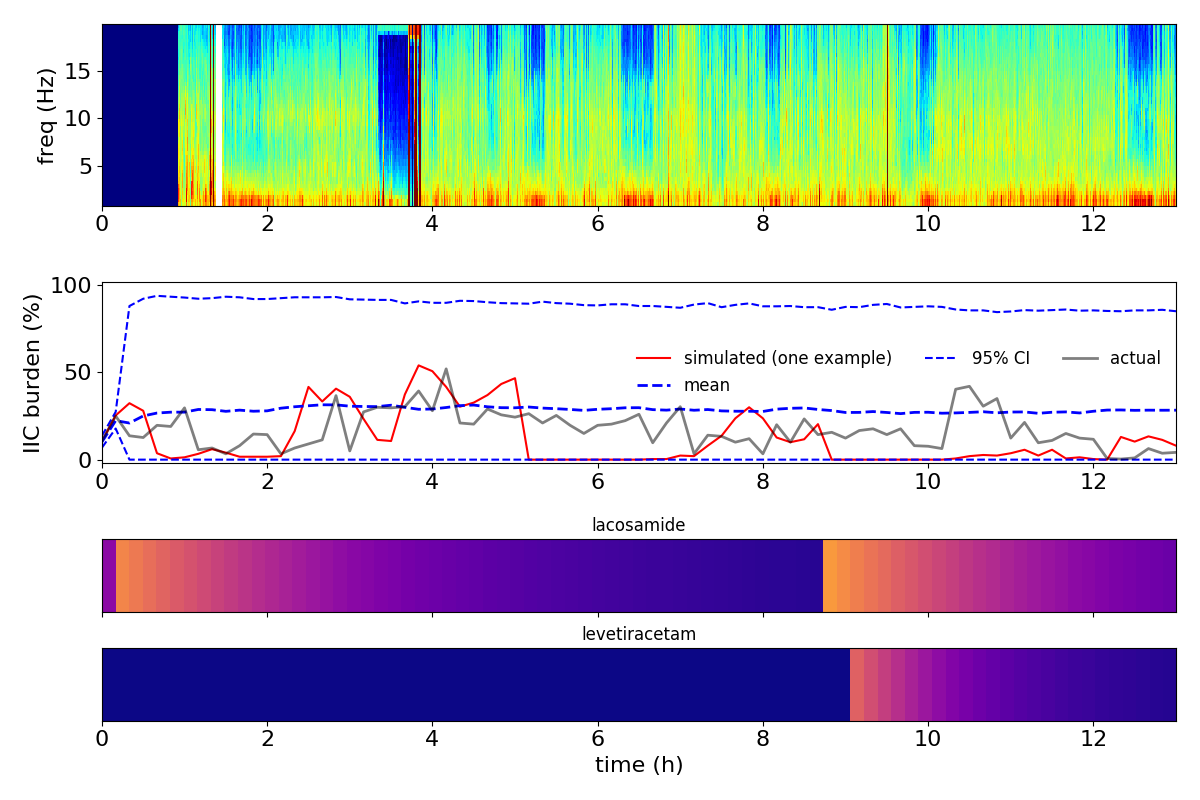 freq (Hz)
15
10
5
0 2 4 6 8 10 12
IIC burden (%)
100
50
0
simulated (one example) 95% CI actual
mean
0 2 4 6 8 10 12
lacosamide
levetiracetam
0 2 4 6 8 10 12
time (h)